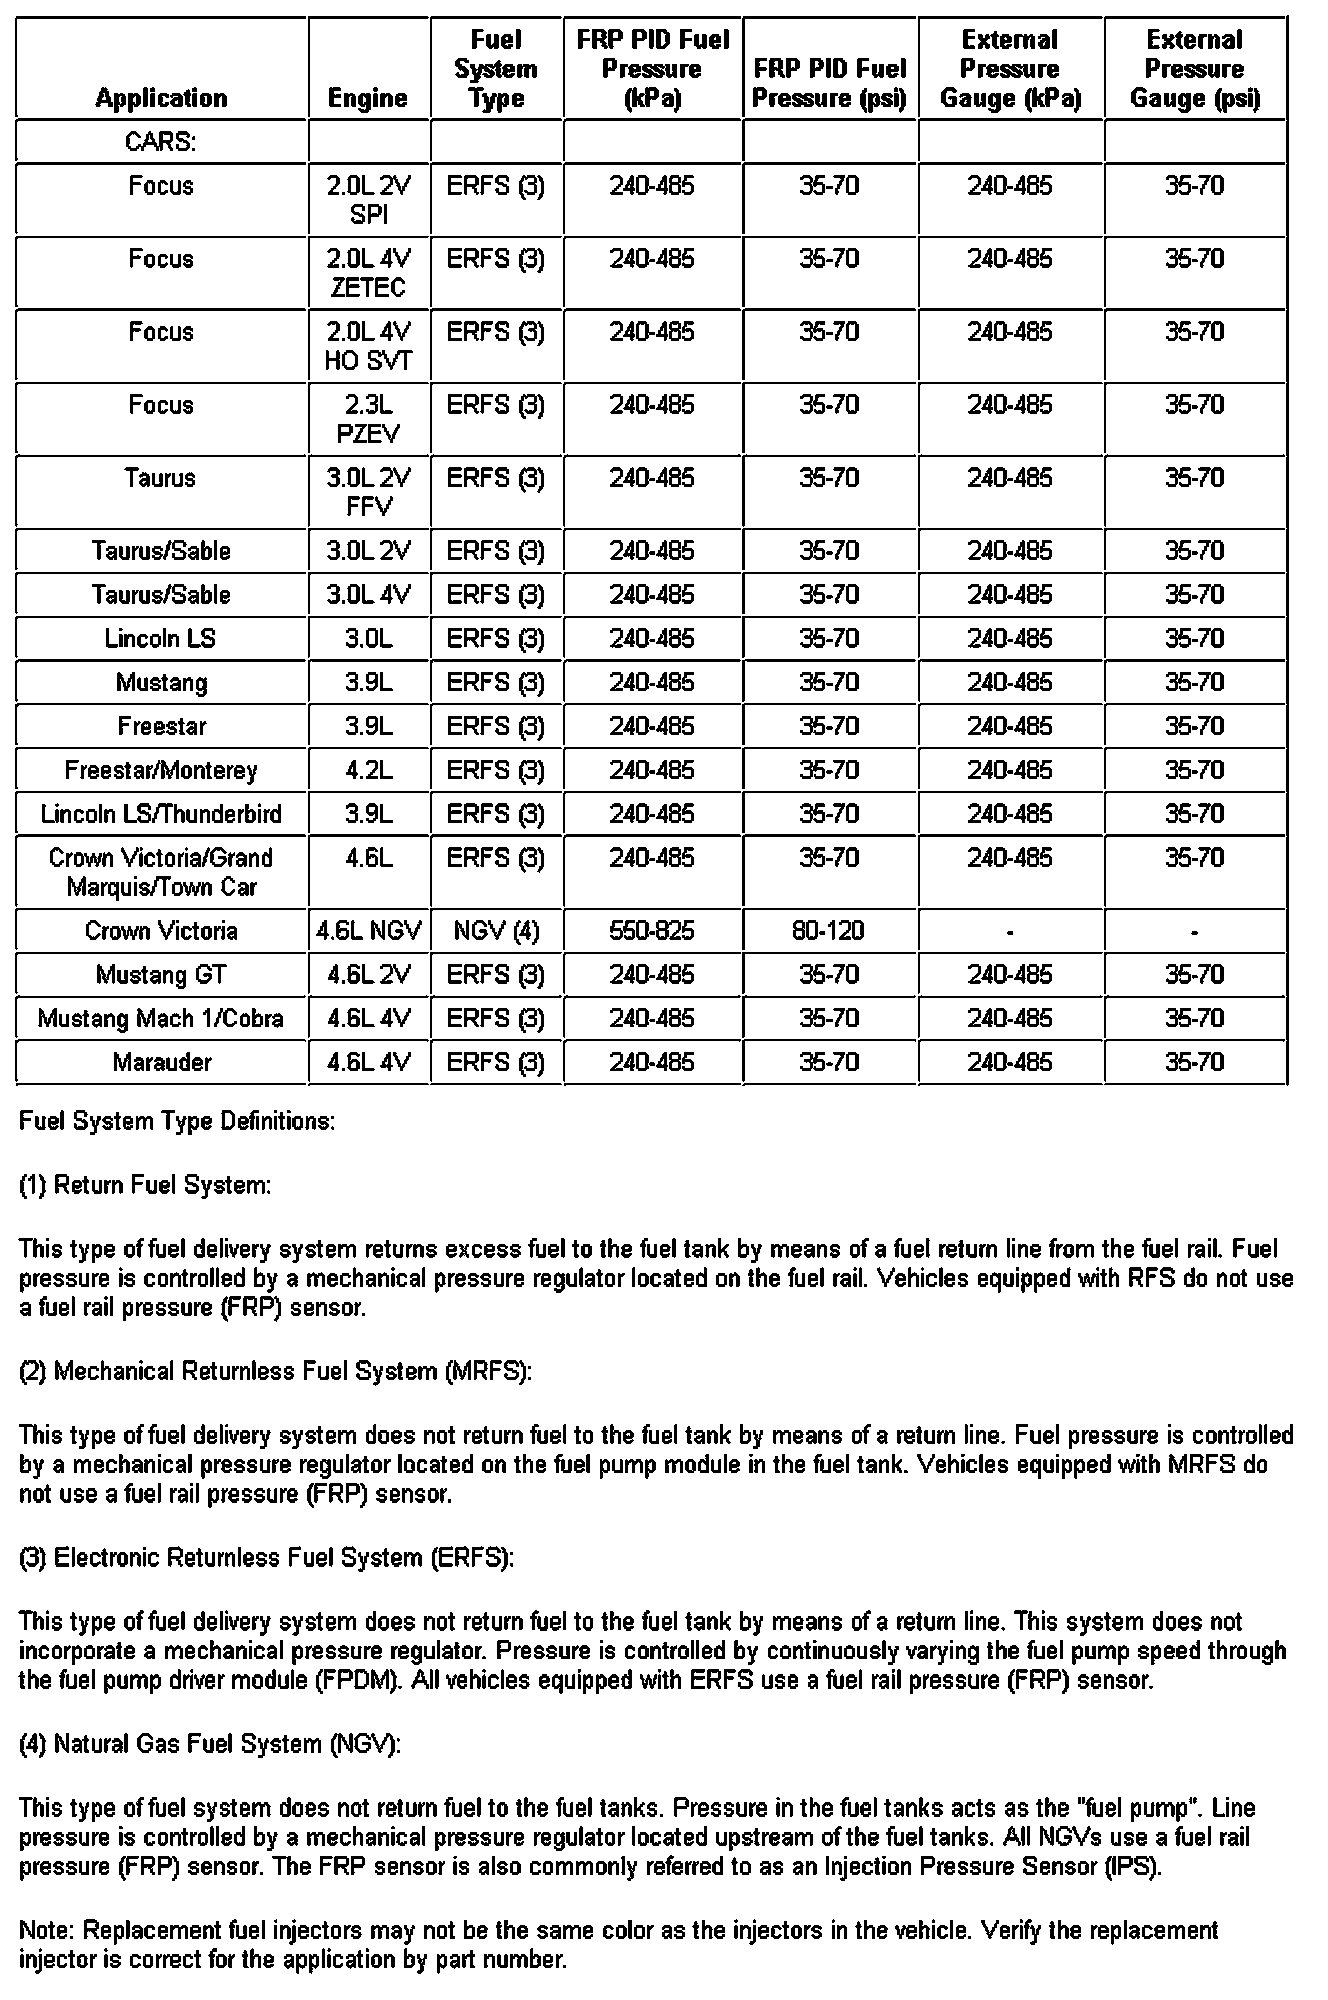 Application Engine Fuel System Type FRP PID Fuel Pressure (kPa) FRP PID Fuel Pressure (psi) External Pressure Gauge (kPa) External Pressure Gauge (psi)
CARS:
Focus 2.0L 2V SPI ERFS (3) 240-485 35-70 240-485 35-70
Focus 2.0L 4V ZETEC ERFS (3) 240-485 35-70 240-485 35-70
Focus 2.0L 4V HO SVT ERFS (3) 240-485 35-70 240-485 35-70
Focus 2.3L PZEV ERFS (3) 240-485 35-70 240-485 35-70
Taurus 3.0L 2V FFV ERFS (3) 240-485 35-70 240-485 35-70
Taurus/Sable 3.0L 2V ERFS (3) 240-485 35-70 240-485 35-70
Taurus/Sable 3.0L 4V ERFS (3) 240-485 35-70 240-485 35-70
Lincoln LS 3.0L ERFS (3) 240-485 35-70 240-485 35-70
Mustang 3.9L ERFS (3) 240-485 35-70 240-485 35-70
Freestar 3.9L ERFS (3) 240-485 35-70 240-485 35-70
Freestar/Monterey 4.2L ERFS (3) 240-485 35-70 240-485 35-70
Lincoln LS/Thunderbird 3.9L ERFS (3) 240-485 35-70 240-485 35-70
Crown Victoria/Grand Marquis/Town Car 4.6L ERFS (3) 240-485 35-70 240-485 35-70
Crown Victoria 4.6L NGV NGV (4) 550-825 80-120 - -
Mustang GT 4.6L 2V ERFS (3) 240-485 35-70 240-485 35-70
Mustang Mach 1/Cobra 4.6L 4V ERFS (3) 240-485 35-70 240-485 35-70
Marauder 4.6L 4V ERFS (3) 240-485 35-70 240-485 35-70
Fuel System Type Definitions:
(1) Return Fuel System:
This type of fuel delivery system returns excess fuel to the fuel tank by means of a fuel return line from the fuel rail. Fuel
pressure is controlled by a mechanical pressure regulator located on the fuel rail. Vehicles equipped with RFS do not use
a fuel rail pressure (FRP) sensor.
(2) Mechanical Returnless Fuel System (MRFS):
This type of fuel delivery system does not return fuel to the fuel tank by means of a return line. Fuel pressure is controlled
by a mechanical pressure regulator located on the fuel pump module in the fuel tank. Vehicles equipped with MRFS do
not use a fuel rail pressure (FRP) sensor.
(3) Electronic Returnless Fuel System (ERFS):
This type of fuel delivery system does not return fuel to the fuel tank by means of a return line. This system does not
incorporate a mechanical pressure regulator. Pressure is controlled by continuously varying the fuel pump speed through
the fuel pump driver module (FPDM). All vehicles equipped with ERFS use a fuel rail pressure (FRP) sensor.
(4) Natural Gas Fuel System (NGV):
This type of fuel system does not return fuel to the fuel tanks. Pressure in the fuel tanks acts as the "fuel pump". Line
pressure is controlled by a mechanical pressure regulator located upstream of the fuel tanks. All NGVs use a fuel rail
pressure (FRP) sensor. The FRP sensor is also commonly referred to as an Injection Pressure Sensor (IPS).
Note: Replacement fuel injectors may not be the same color as the injectors in the vehicle. Verify the replacement
injector is correct for the application by part number.